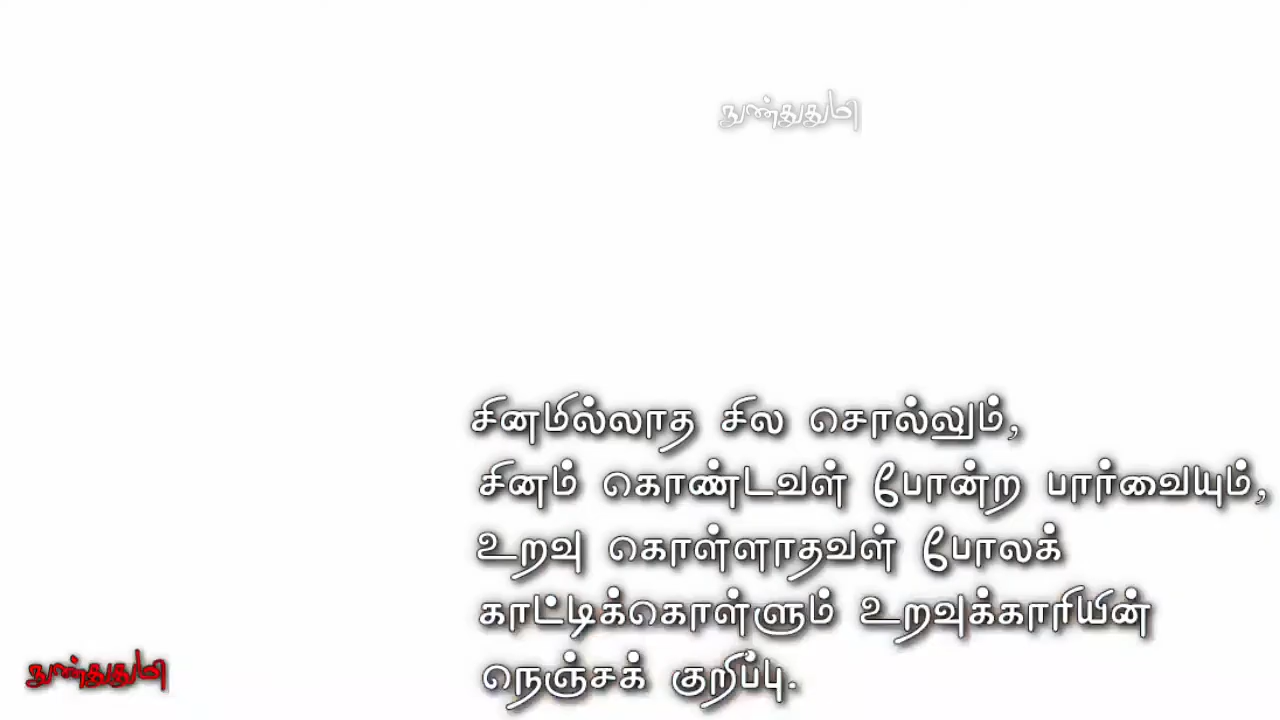 நுண்துதுமி
சினமில்லாத சில சொல்லும்,
சினம் கொண்டவள் போன்ற பார்வையும்,
உறவு கொள்ளாதவள் போலக்
காட்டிக்கொள்ளும் உறவுக்காரியின்
நெஞ்சக் குறிப்பு.
நுண்துதுமி